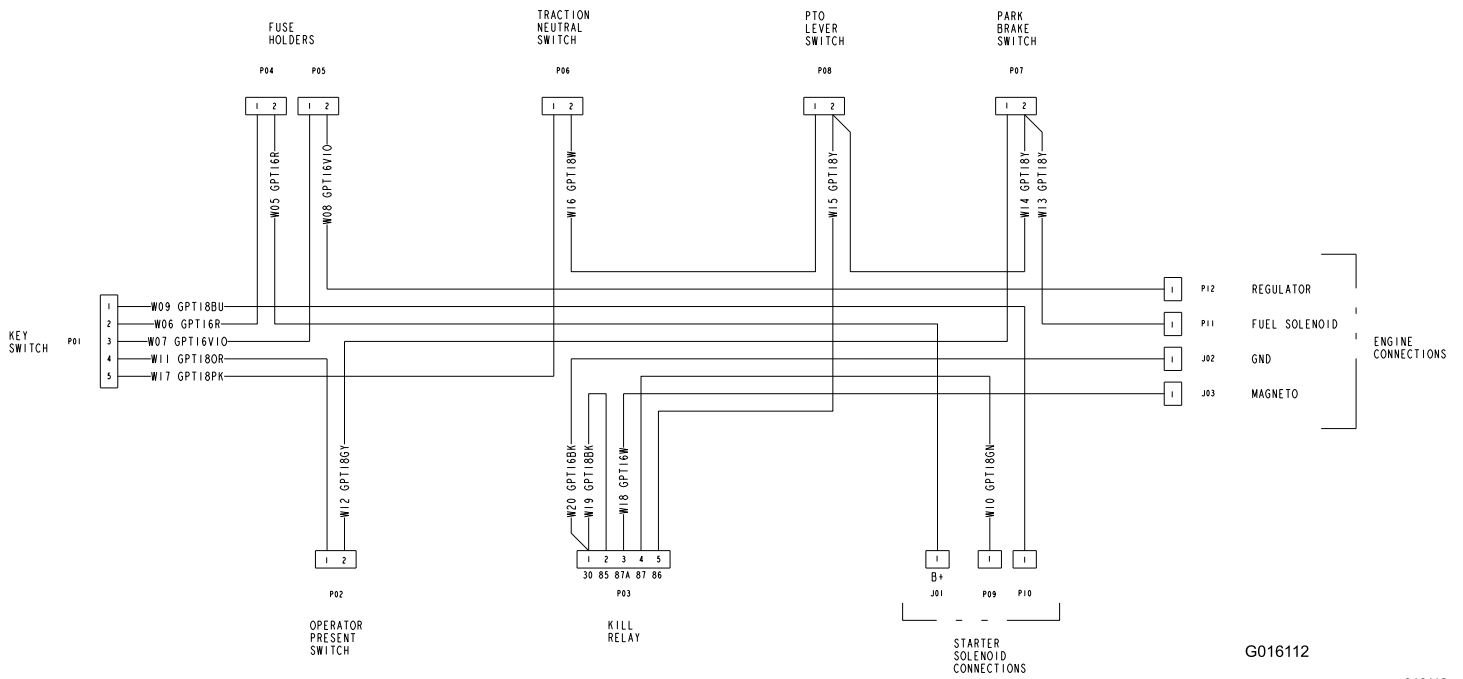 FUSE
HOLDERS
TRACTION
NEUTRAL
SWITCH
PTO
LEVER
SWITCH
PARK
BRAKE
SWITCH
P04
P05
P06
P08
P07
1 2
1 2
1 2
1 2
1 2
W05 GPT16R
W08 GPT16VIO
W16 GPT18W
W15 GPT18Y
W14 GPT18Y
W13 GPT18Y
KEY
SWITCH
P01
1
2
3
4
5
W09 GPT18BU
W06 GPT16R
W07 GPT16VIO
W11 GPT18OR
W17 GPT18PK
1 P12 REGULATOR
1 P11 FUEL SOLENOID
1 J02 GND
1 J03 MAGNETO
ENGINE
CONNECTIONS
W12 GPT18GY
W20 GPT16BK
W19 GPT18BK
W18 GPT16W
W10 GPT18GN
1 2
P02
OPERATOR
PRESENT
SWITCH
1 2 3 4 5
30 85 87A 87 86
P03
KILL
RELAY
1
1
1
B+
J01
P09
P10
STARTER
SOLENOID
CONNECTIONS
G016112